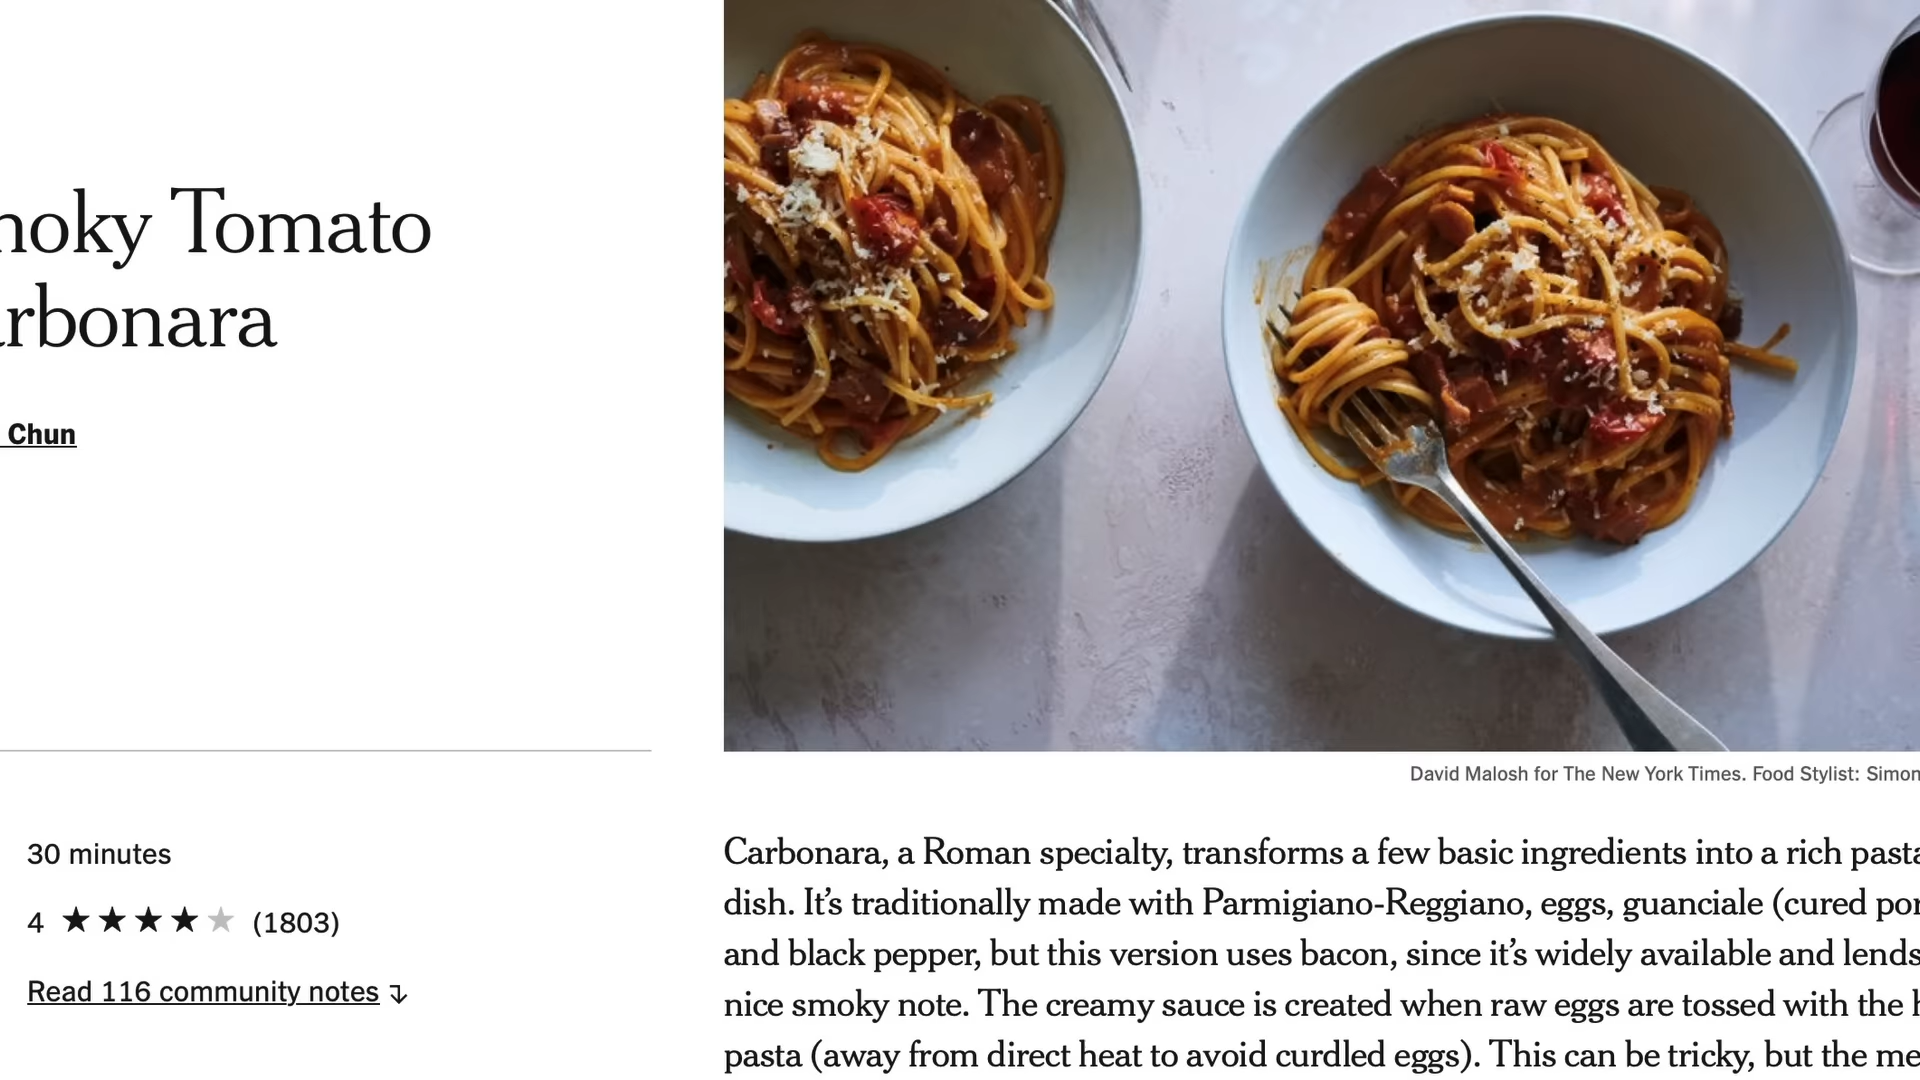 moky Tomato
arbonara
Chun
30 minutes
4 ★★★★★ (1803)
Read 116 community notes ↴
David Malosh for The New York Times. Food Stylist: Simon
Carbonara, a Roman specialty, transforms a few basic ingredients into a rich pasta
dish. It’s traditionally made with Parmigiano-Reggiano, eggs, guanciale (cured por
and black pepper, but this version uses bacon, since it’s widely available and lends
nice smoky note. The creamy sauce is created when raw eggs are tossed with the h
pasta (away from direct heat to avoid curdled eggs). This can be tricky, but the me